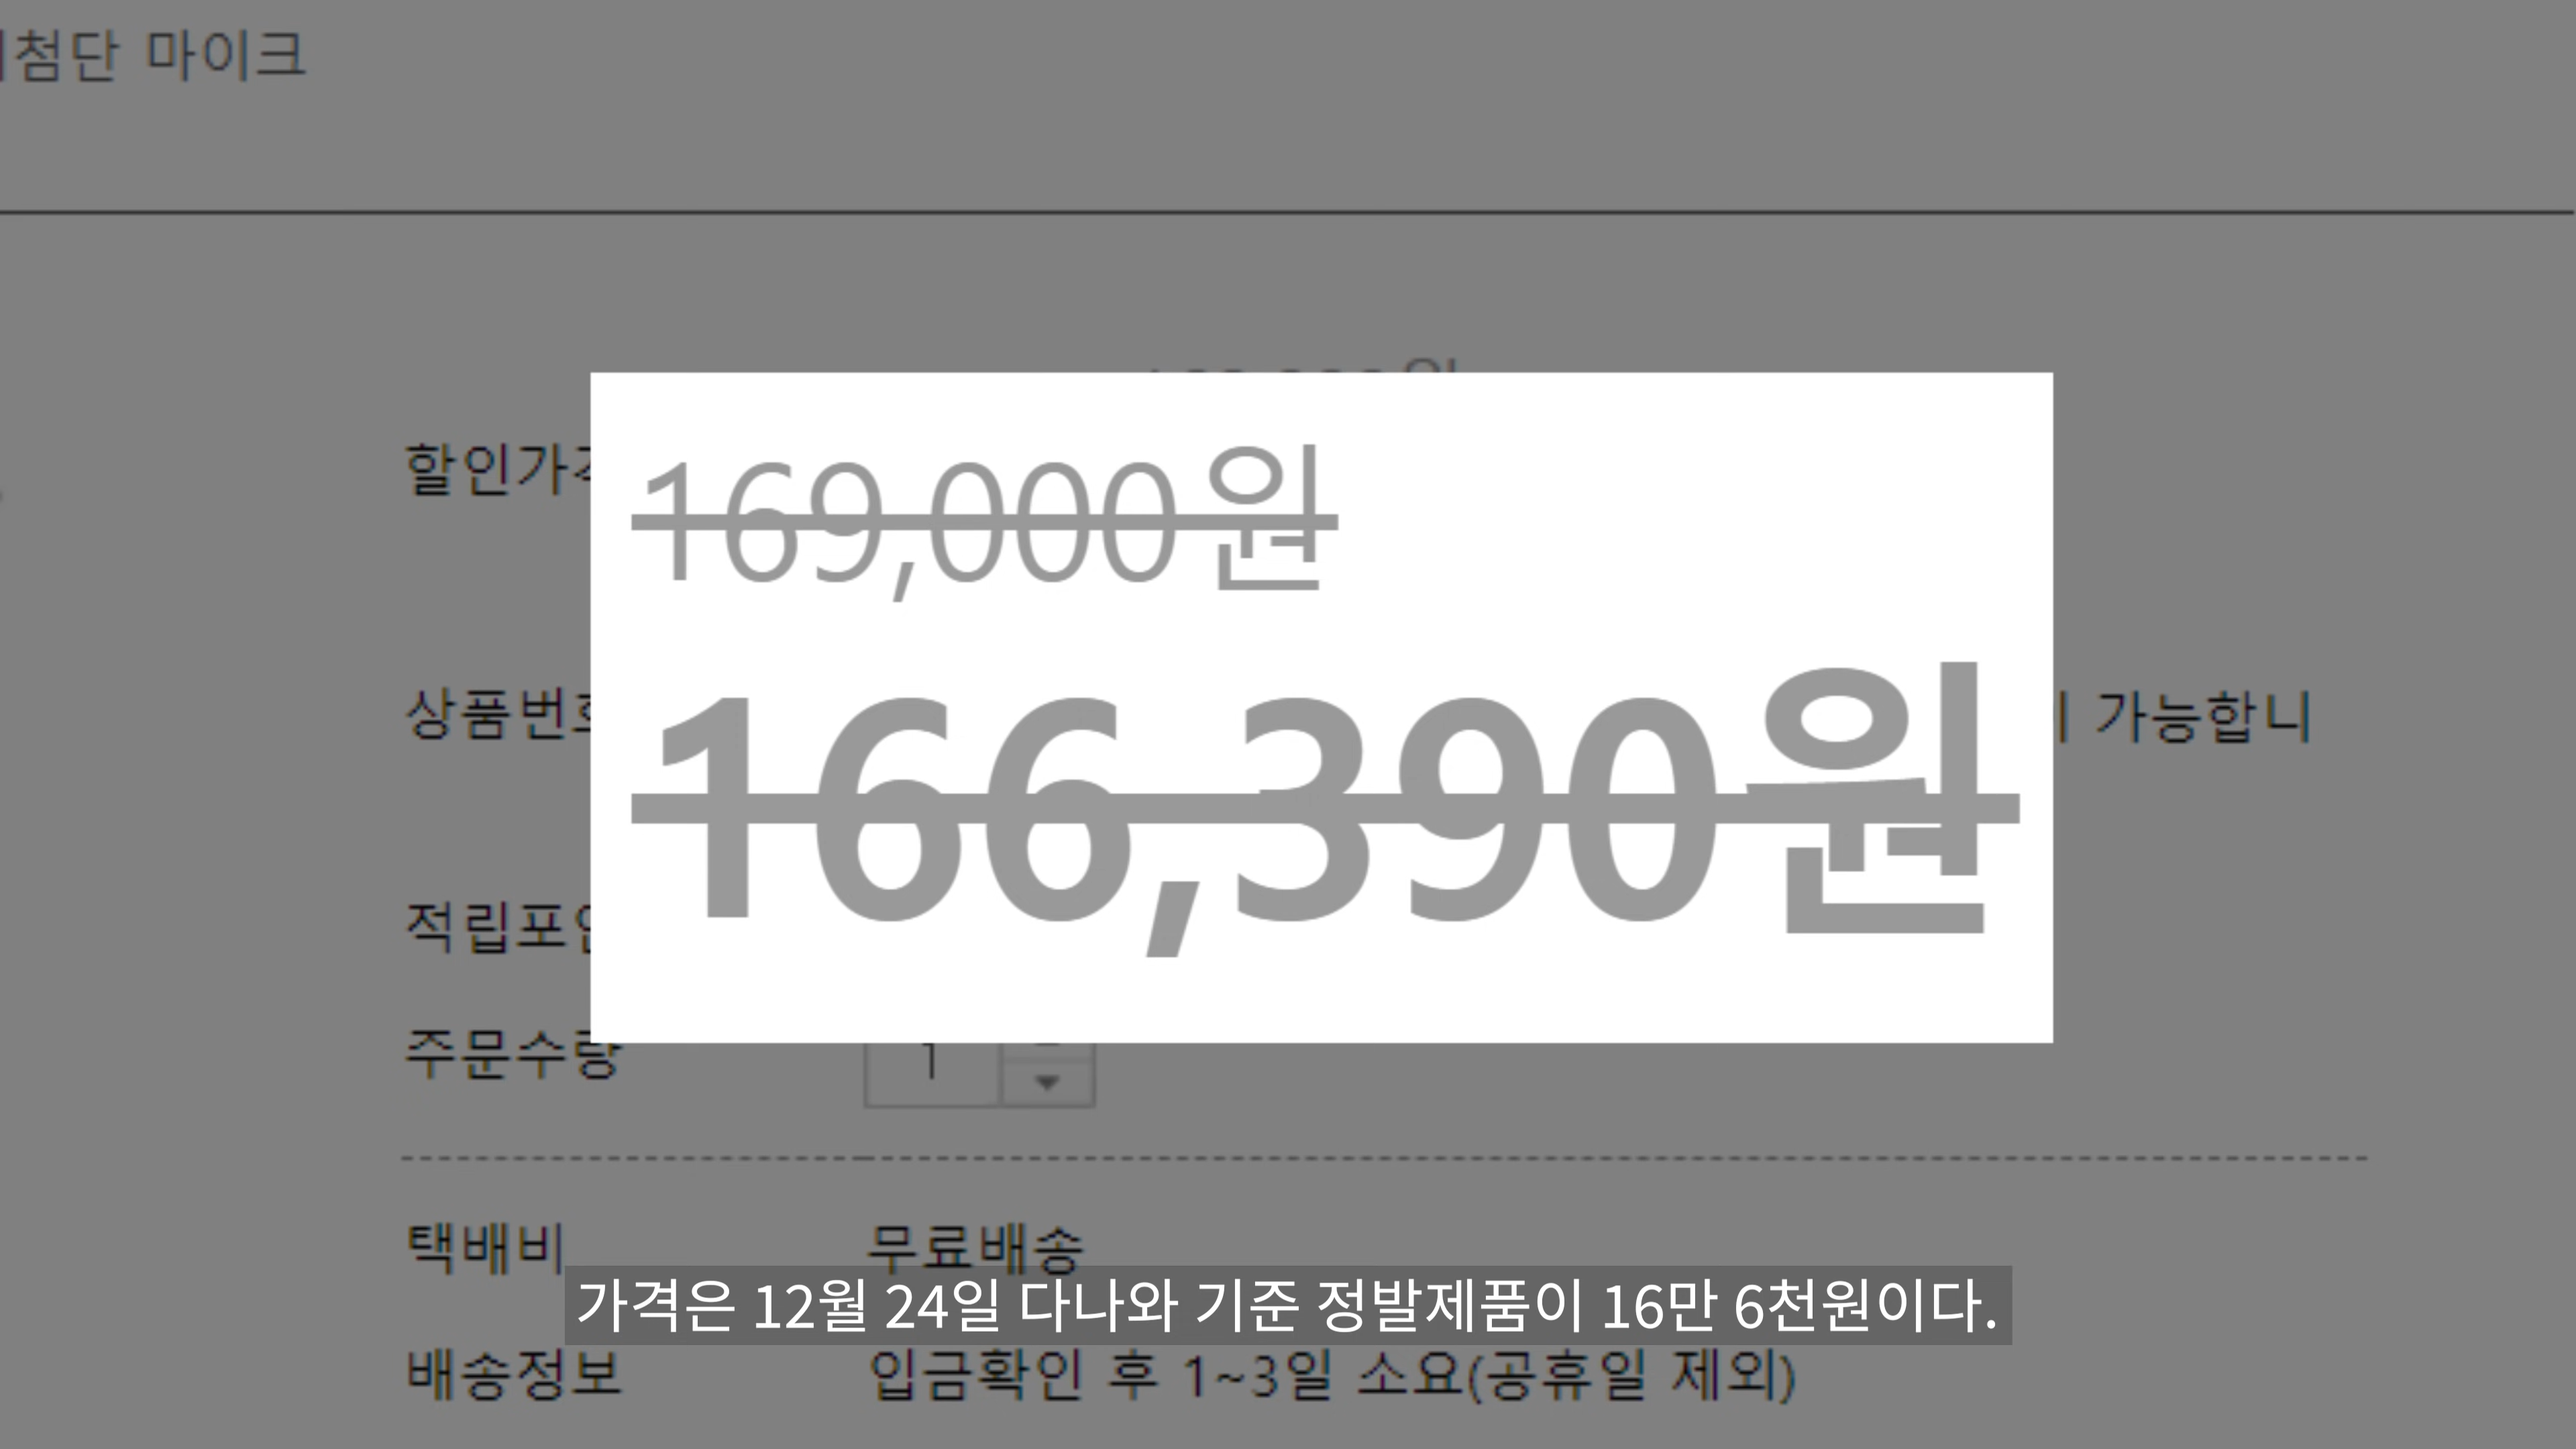 첨단 마이크
169,000원
할인가
166,390원
상품번 가능합니
적립포
주문수량
1
택배비 무료배송
가격은 12월 24일 다나와 기준 정발제품이 16만 6천원이다.
배송정보 입금확인 후 1~3일 소요(공휴일 제외)